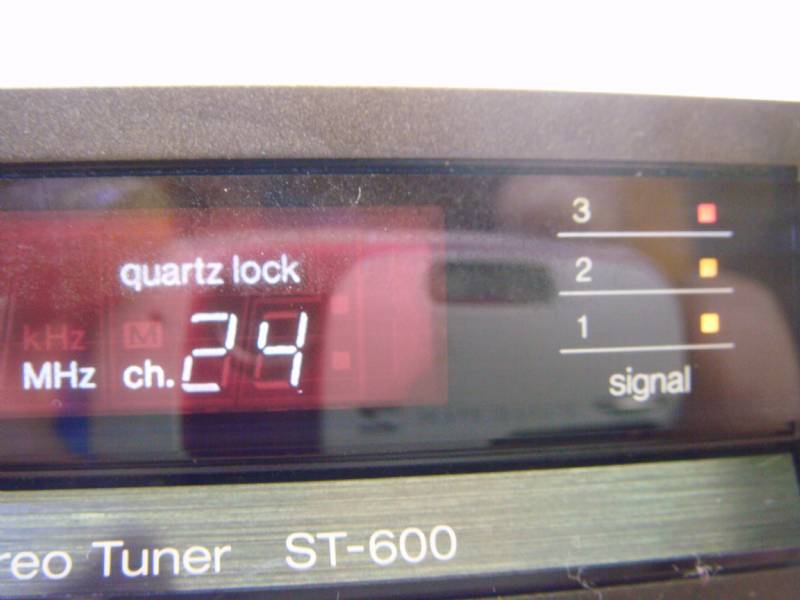 3
quartz lock
2
kHz M
1
MHz ch. 24
signal
reo Tuner ST-600